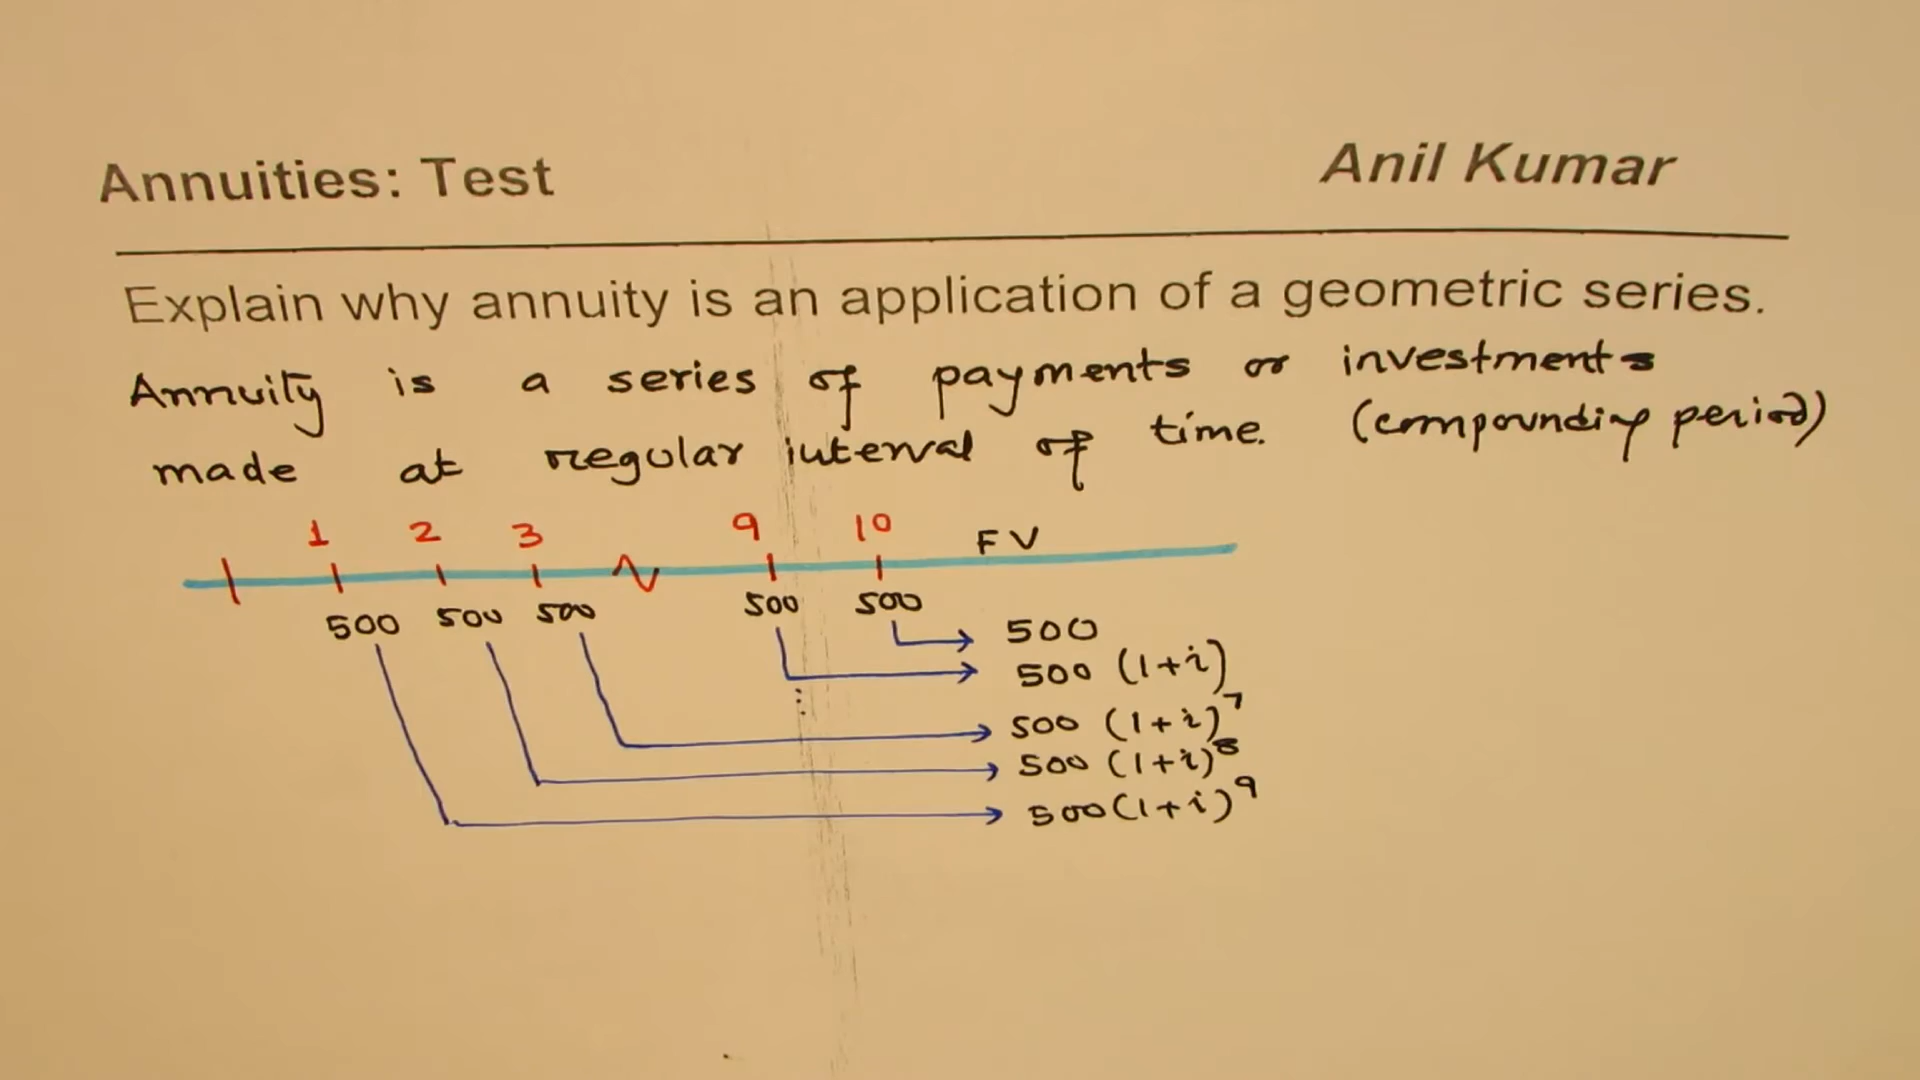 Annuities: Test
Anil Kumar
Explain why annuity is an application of a geometric series.
Annuity is a series of payments or investments
made at regular interval of time. (compounding period)
1 2 3 9 10 FV
500 500 500 500 500
500
500 (1+i)
⋮
500 (1+i)⁷
500 (1+i)⁸
500(1+i)⁹